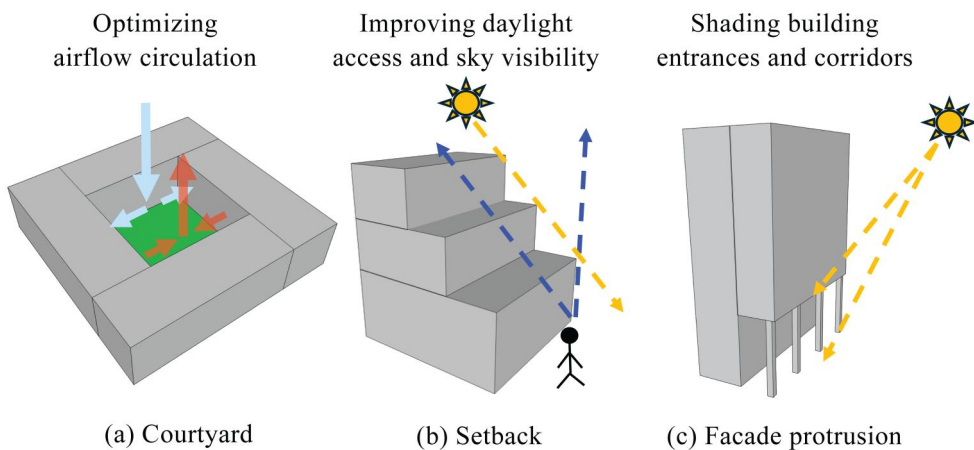 Optimizing
airflow circulation
Improving daylight
access and sky visibility
Shading building
entrances and corridors
(a) Courtyard
(b) Setback
(c) Facade protrusion